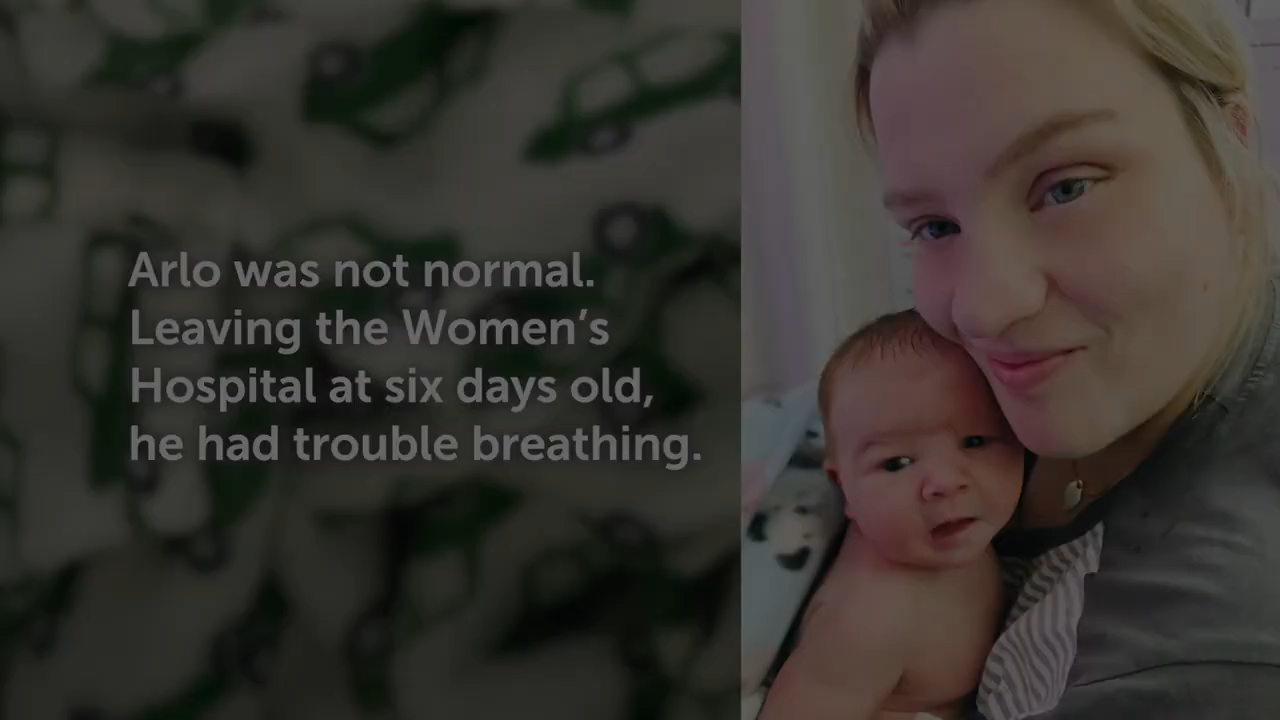 Arlo was not normal.
Leaving the Women’s
Hospital at six days old,
he had trouble breathing.